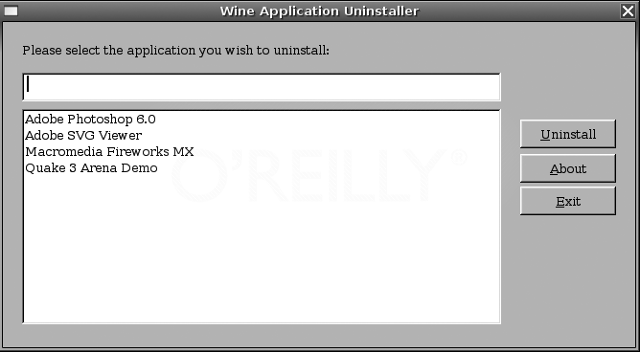 Wine Application Uninstaller
Please select the application you wish to uninstall:
Adobe Photoshop 6.0
Adobe SVG Viewer
Macromedia Fireworks MX
Quake 3 Arena Demo
O'REILLY®
Uninstall
About
Exit